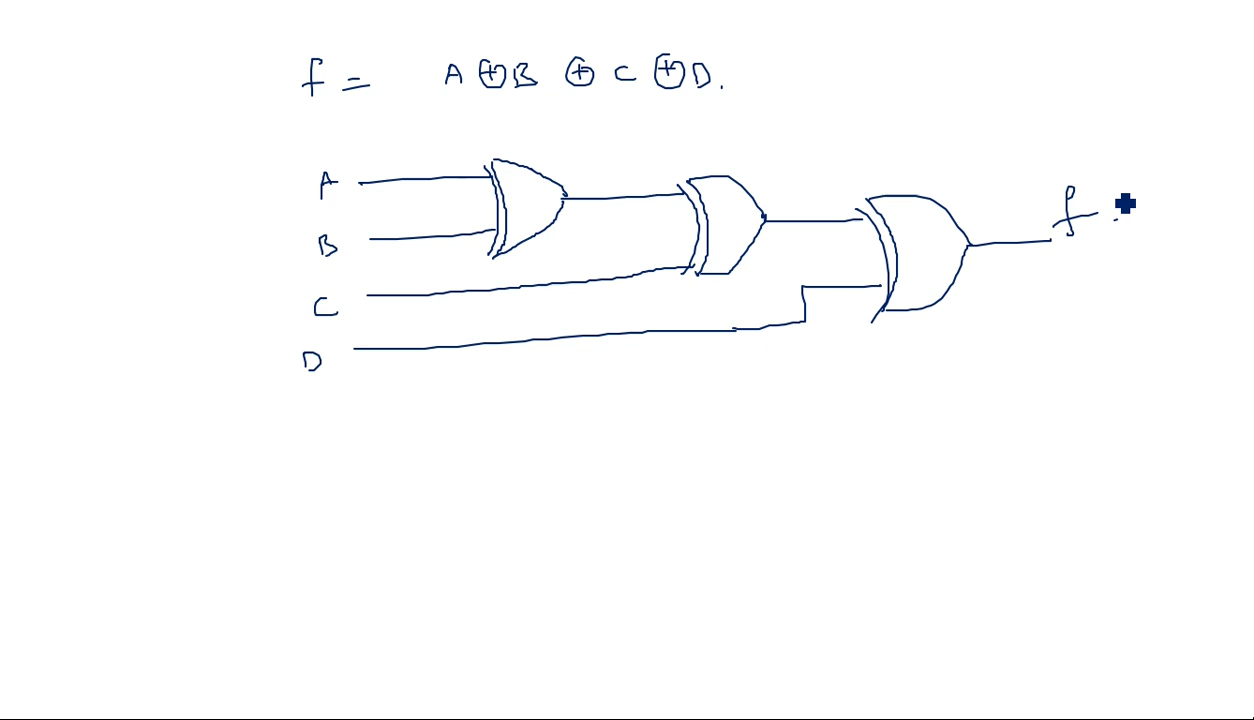 f = A ⊕ B ⊕ C ⊕ D.
A
B
C
D
f